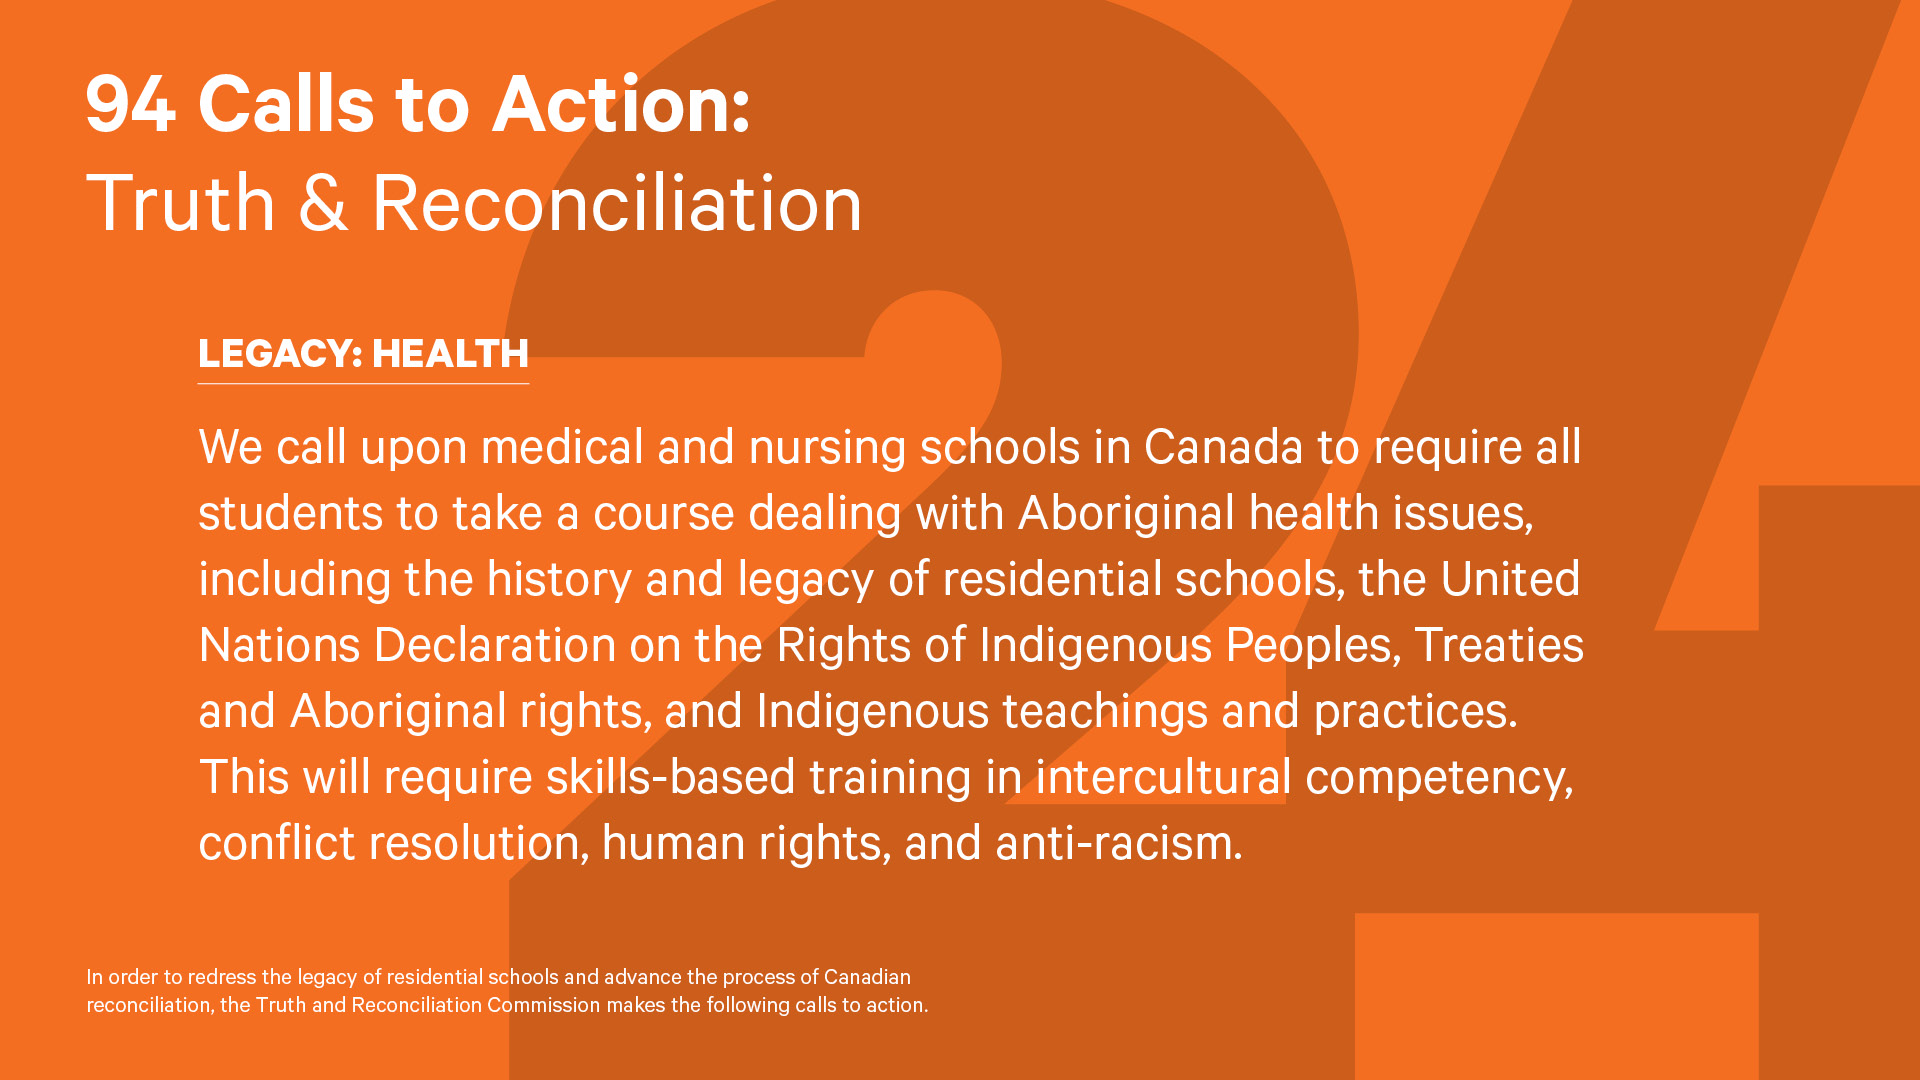 94 Calls to Action:
Truth & Reconciliation
LEGACY: HEALTH
We call upon medical and nursing schools in Canada to require all
students to take a course dealing with Aboriginal health issues,
including the history and legacy of residential schools, the United
Nations Declaration on the Rights of Indigenous Peoples, Treaties
and Aboriginal rights, and Indigenous teachings and practices.
This will require skills-based training in intercultural competency,
conflict resolution, human rights, and anti-racism.
In order to redress the legacy of residential schools and advance the process of Canadian
reconciliation, the Truth and Reconciliation Commission makes the following calls to action.
24